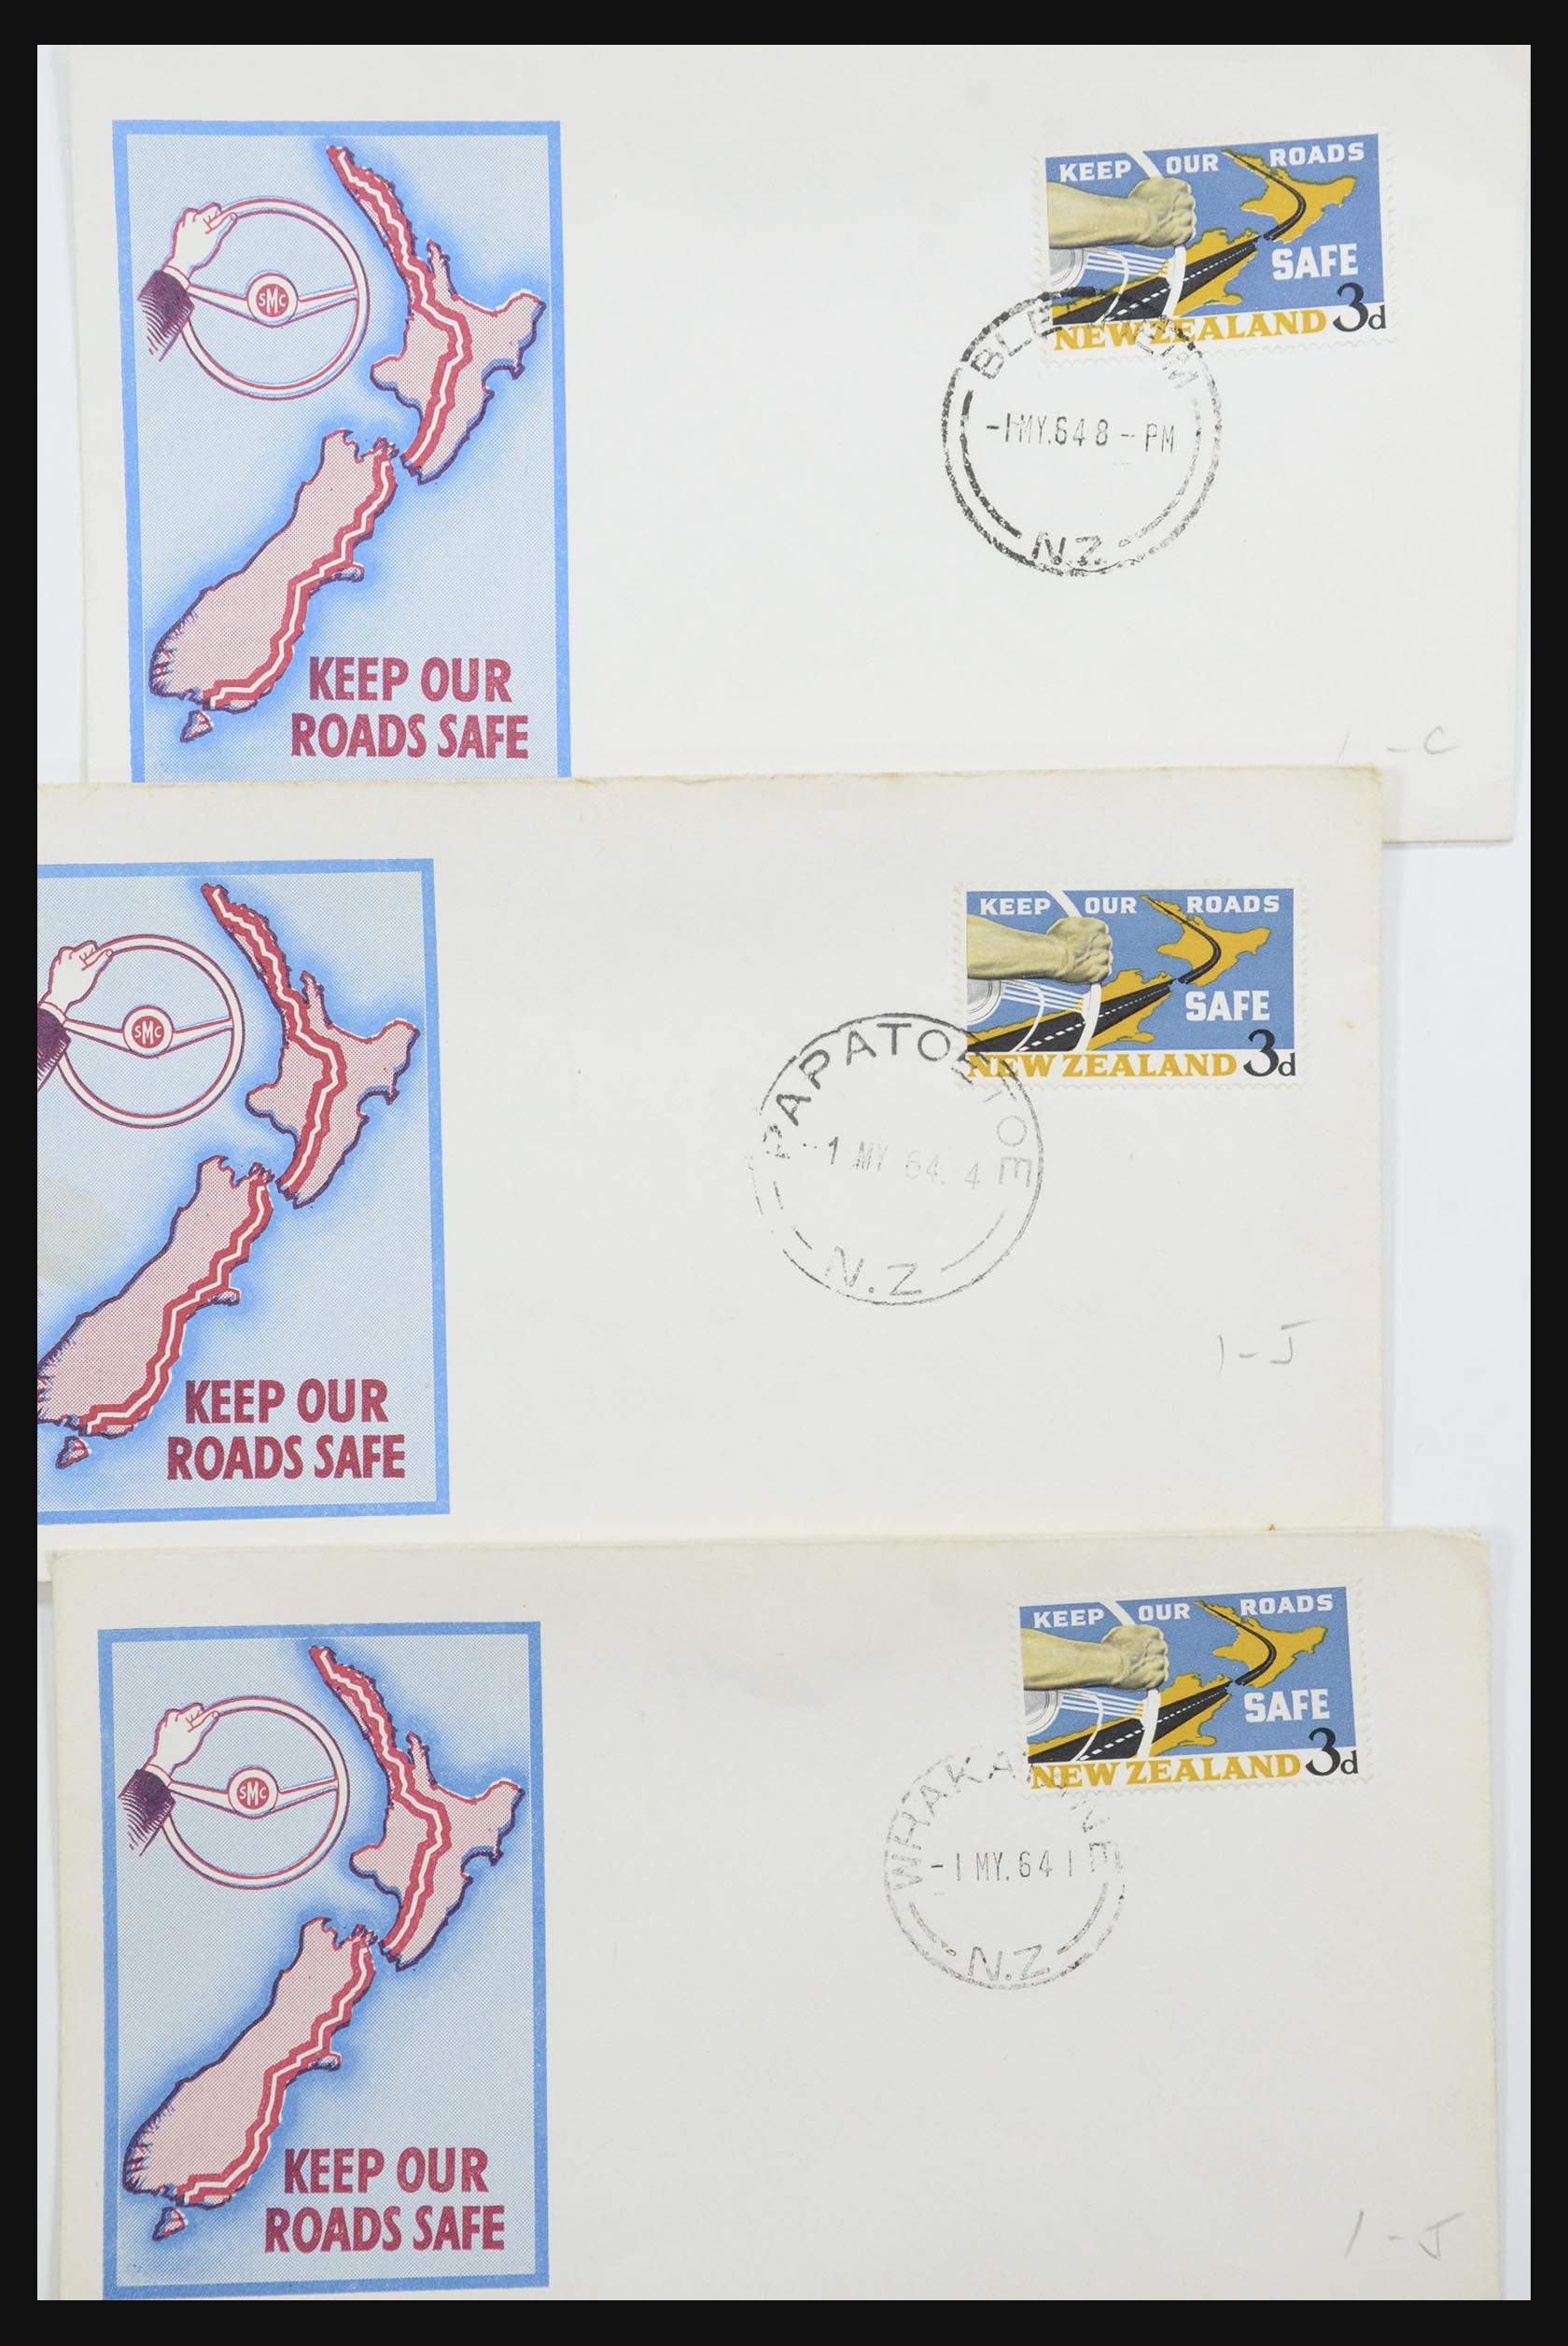 SMC
KEEP OUR
ROADS SAFE
KEEP OUR ROADS
SAFE
NEW ZEALAND 3d
-1 MY.64 8 - PM
N.Z.
1-C
SMC
KEEP OUR
ROADS SAFE
KEEP OUR ROADS
SAFE
NEW ZEALAND 3d
PAPATOETOE
-1 MY 64. 4
N.Z
1-J
SMC
KEEP OUR
ROADS SAFE
KEEP OUR ROADS
SAFE
NEW ZEALAND 3d
-1 MY.64 1
N.Z
1-J